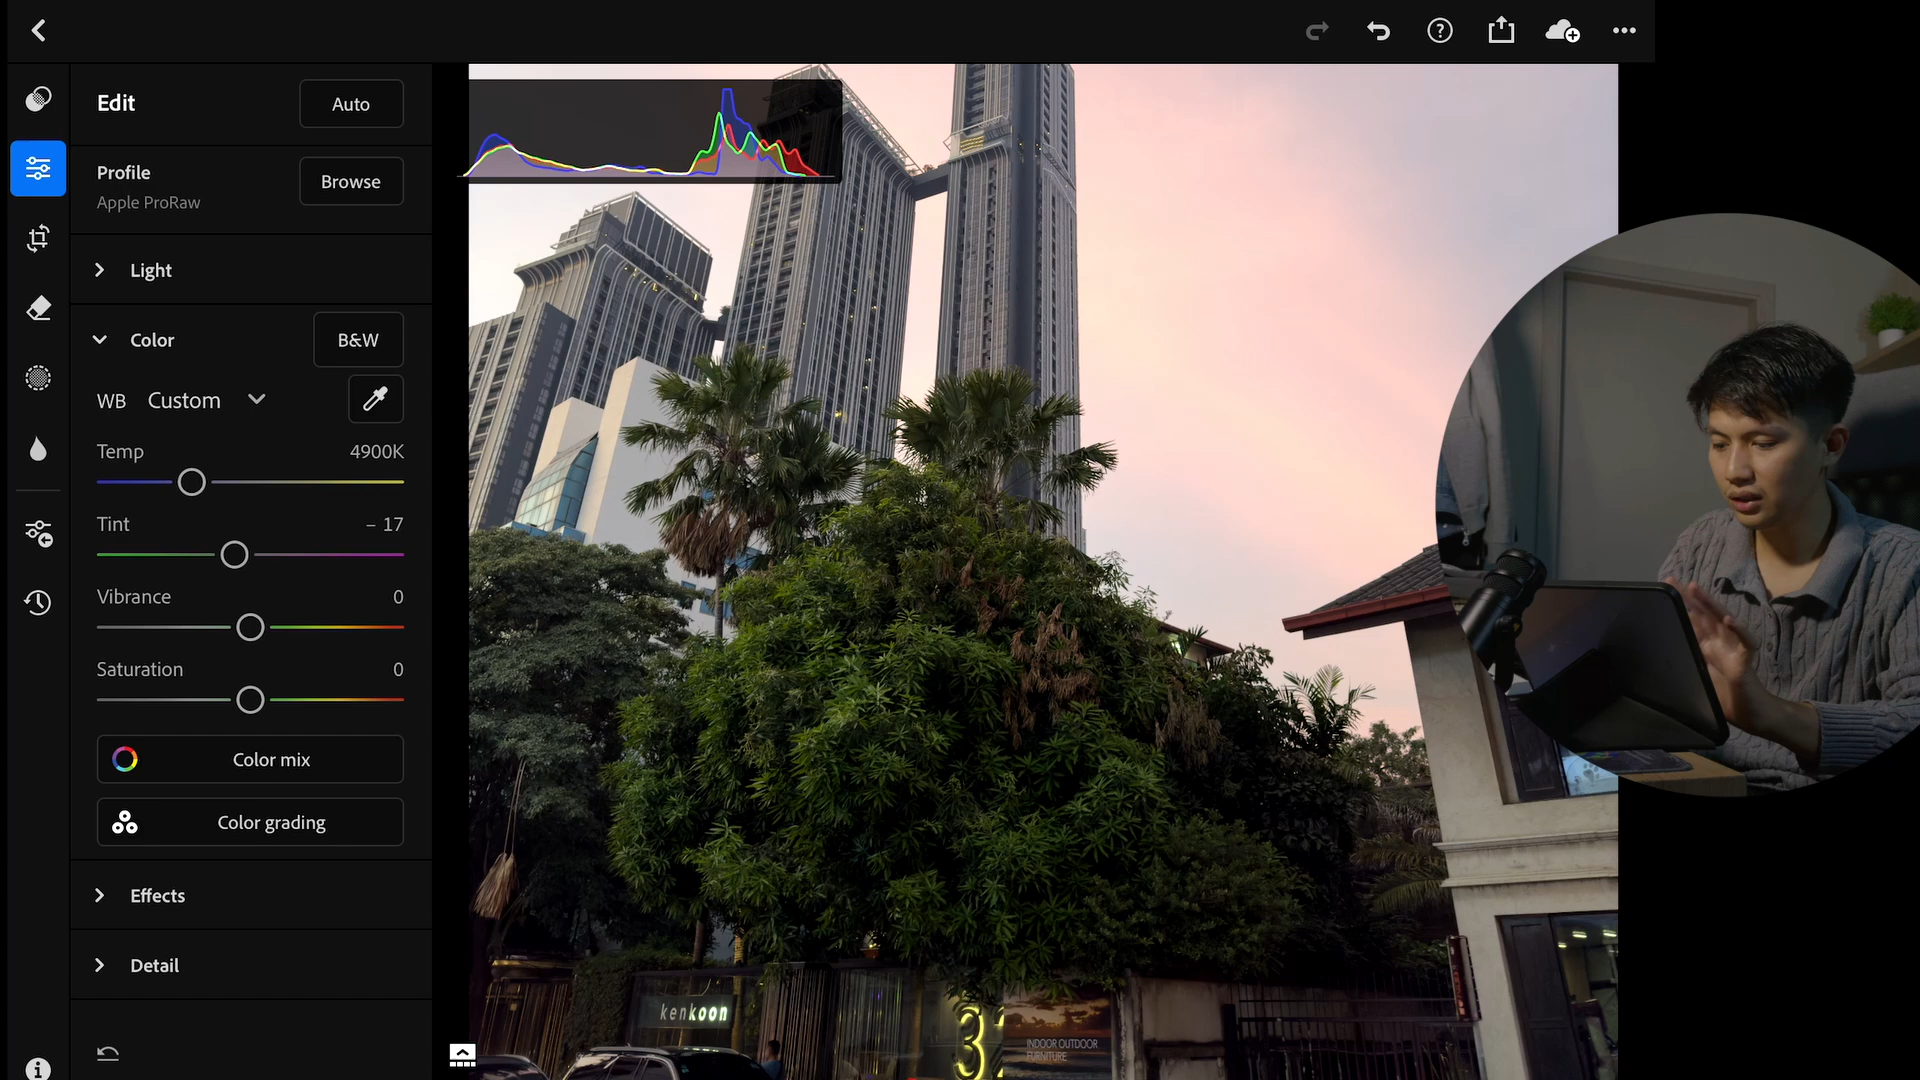 Edit
Auto
Profile
Browse
Apple ProRaw
Light
Color
B&W
WB Custom
Temp 4900K
Tint – 17
Vibrance 0
Saturation 0
Color mix
Color grading
Effects
Detail
kenkoon
3
INDOOR OUTDOOR
FURNITURE